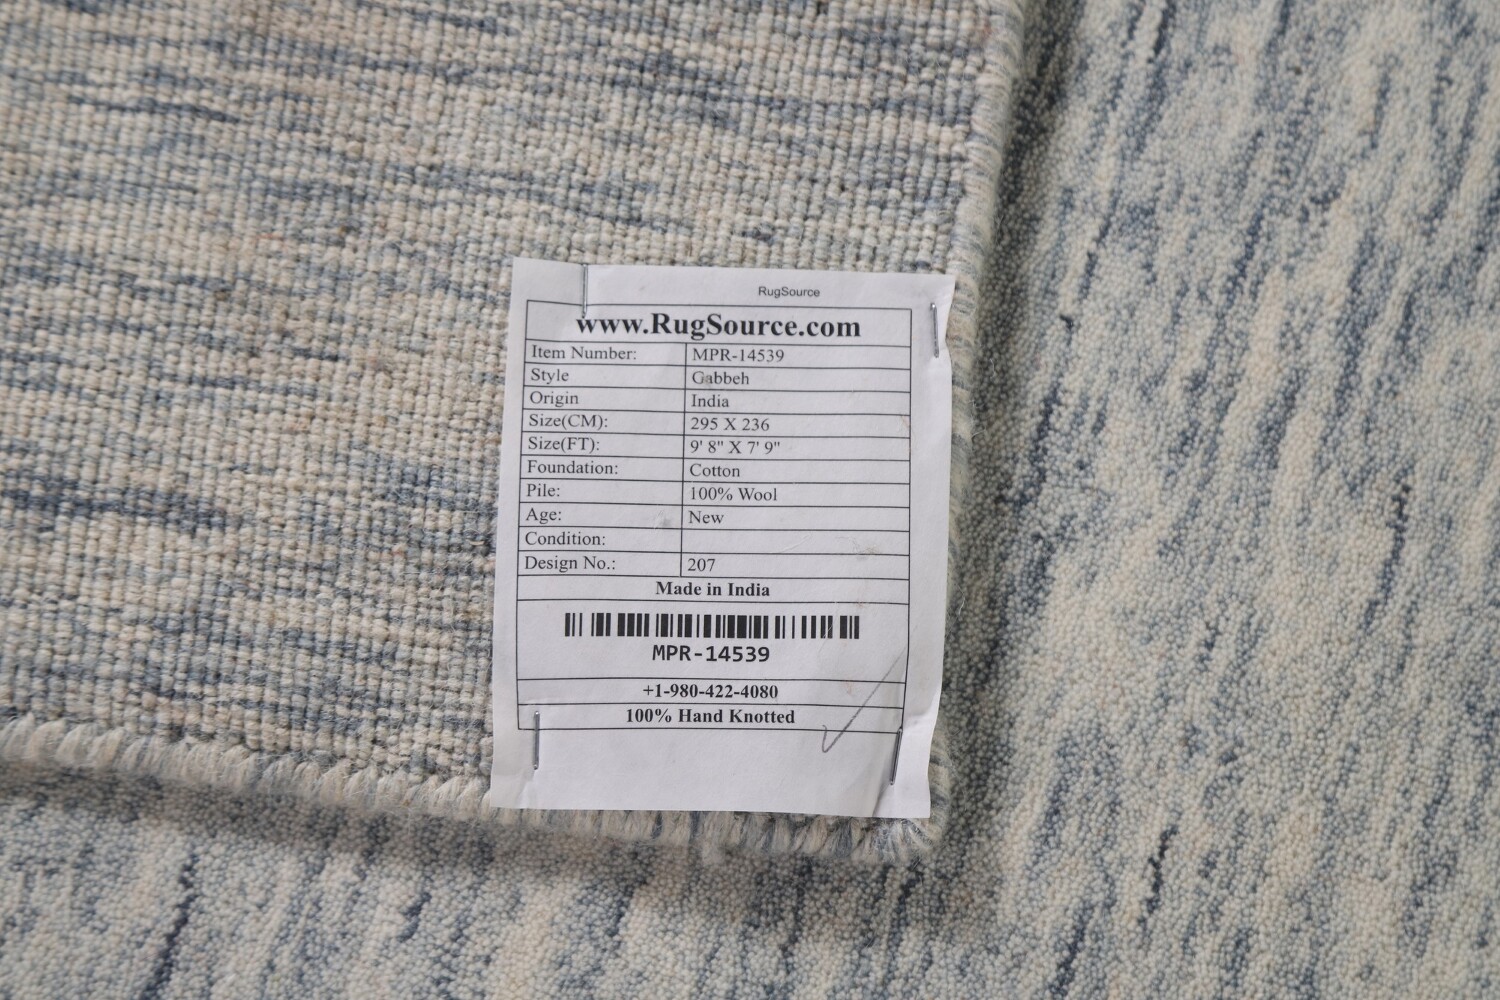 RugSource
www.RugSource.com
Item Number: MPR-14539
Style Gabbeh
Origin India
Size(CM): 295 X 236
Size(FT): 9' 8" X 7' 9"
Foundation: Cotton
Pile: 100% Wool
Age: New
Condition:
Design No.: 207
Made in India
MPR-14539
+1-980-422-4080
100% Hand Knotted